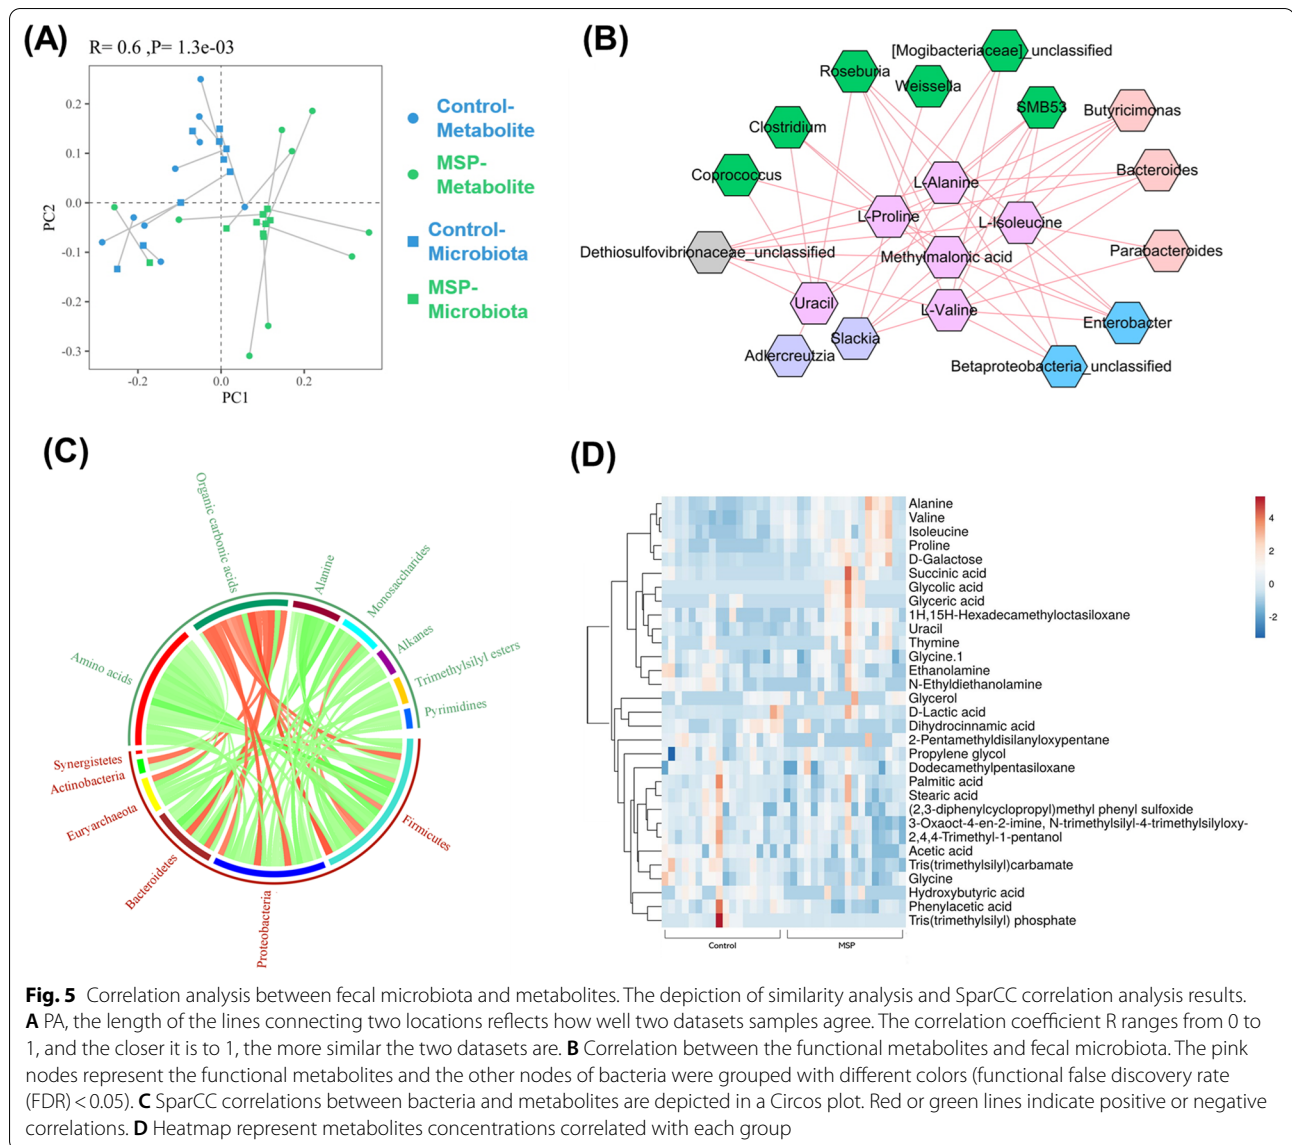 (A)
R= 0.6 ,P= 1.3e-03
0.2
0.1
0.0
-0.1
-0.2
-0.3
PC2
-0.2
0.0
0.2
PC1
Control-
Metabolite
MSP-
Metabolite
Control-
Microbiota
MSP-
Microbiota
(B)
[Mogibacteriaceae]_unclassified
Roseburia
Weissella
SMB53
Butyricimonas
Clostridium
Coprococcus
L-Alanine
Bacteroides
L-Proline
L-Isoleucine
Dethiosulfovibrionaceae_unclassified
Methylmalonic acid
Parabacteroides
Uracil
L-Valine
Enterobacter
Slackia
Adlercreutzia
Betaproteobacteria_unclassified
(C)
Organic carbonic acids
Alanine
Monosaccharides
Alkanes
Trimethylsilyl esters
Pyrimidines
Amino acids
Synergistetes
Actinobacteria
Euryarchaeota
Bacteroidetes
Proteobacteria
Firmicutes
(D)
Alanine
Valine
Isoleucine
Proline
D-Galactose
Succinic acid
Glycolic acid
Glyceric acid
1H,15H-Hexadecamethyloctasiloxane
Uracil
Thymine
Glycine.1
Ethanolamine
N-Ethyldiethanolamine
Glycerol
D-Lactic acid
Dihydrocinnamic acid
2-Pentamethyldisilanyloxypentane
Propylene glycol
Dodecamethylpentasiloxane
Palmitic acid
Stearic acid
(2,3-diphenylcyclopropyl)methyl phenyl sulfoxide
3-Oxaoct-4-en-2-imine, N-trimethylsilyl-4-trimethylsilyloxy-
2,4,4-Trimethyl-1-pentanol
Acetic acid
Tris(trimethylsilyl)carbamate
Glycine
Hydroxybutyric acid
Phenylacetic acid
Tris(trimethylsilyl) phosphate
4
2
0
-2
Control
MSP
Fig. 5 Correlation analysis between fecal microbiota and metabolites. The depiction of similarity analysis and SparCC correlation analysis results.
A PA, the length of the lines connecting two locations reflects how well two datasets samples agree. The correlation coefficient R ranges from 0 to
1, and the closer it is to 1, the more similar the two datasets are. B Correlation between the functional metabolites and fecal microbiota. The pink
nodes represent the functional metabolites and the other nodes of bacteria were grouped with different colors (functional false discovery rate
(FDR) < 0.05). C SparCC correlations between bacteria and metabolites are depicted in a Circos plot. Red or green lines indicate positive or negative
correlations. D Heatmap represent metabolites concentrations correlated with each group